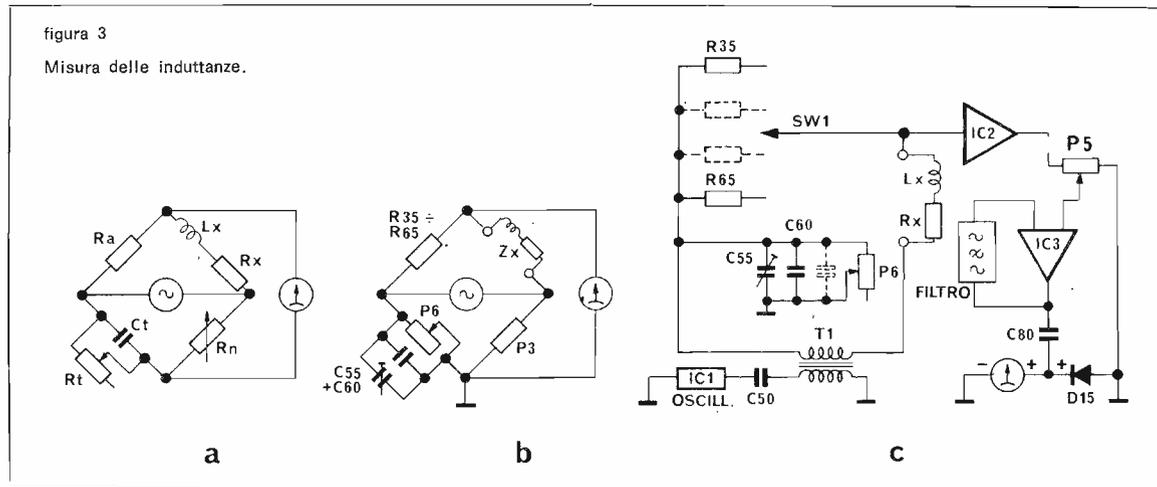 figura 3
Misura delle induttanze.
Ra
Lx
Rx
Ct
Rt
Rn
a
R35 ÷
R65
Zx
P6
P3
C55
+C60
b
R35
SW1
R65
IC2
P5
Lx
Rx
C60
C55
P6
IC3
FILTRO
T1
C80
IC1
OSCILL.
C50
-
+
+
D15
c